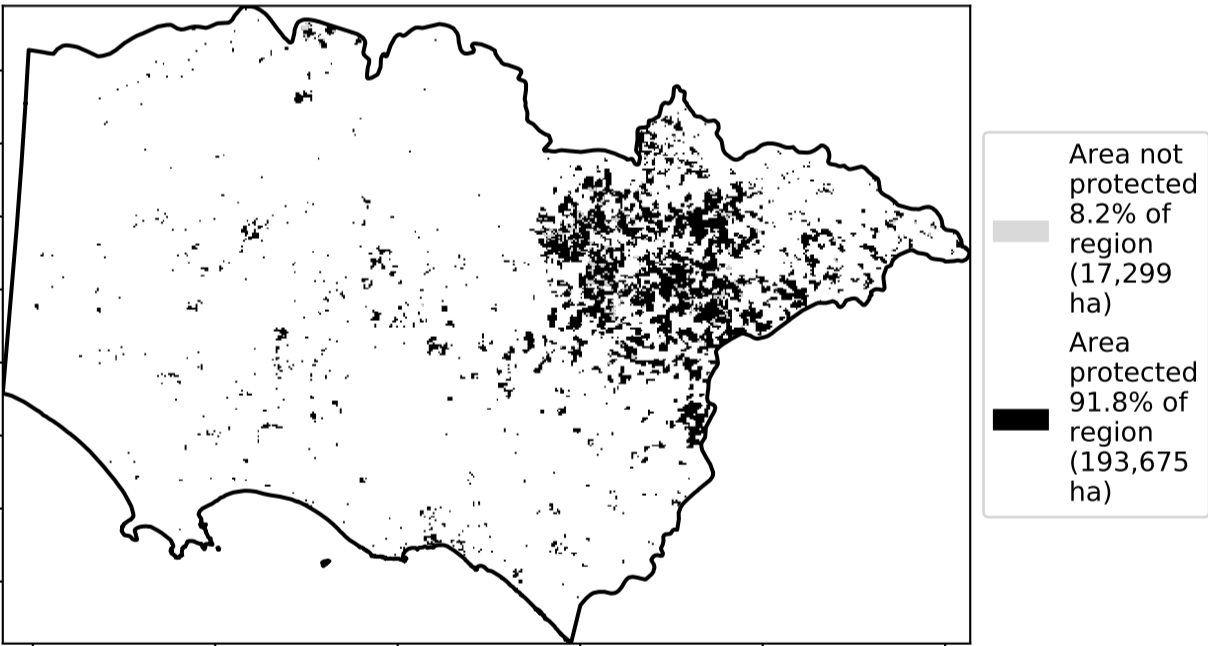 Area not
protected
8.2% of
region
(17,299
ha)
Area
protected
91.8% of
region
(193,675
ha)